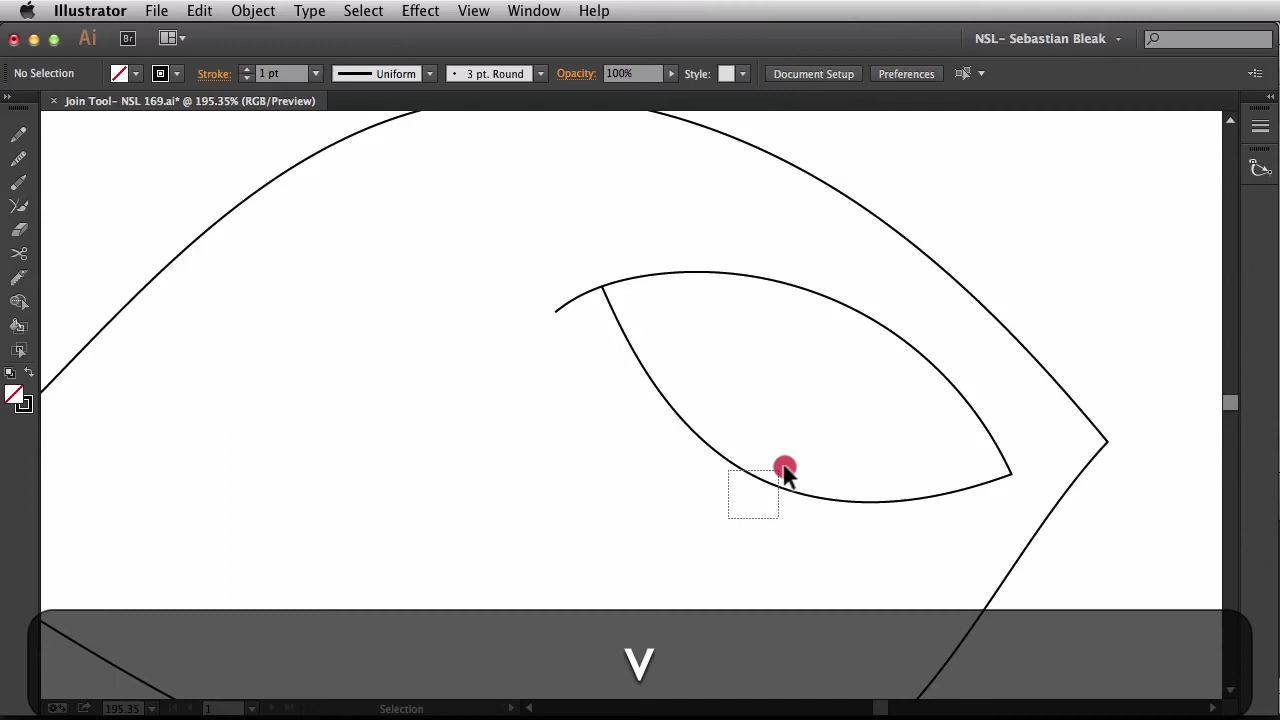 Illustrator File Edit Object Type Select Effect View Window Help
Ai Br NSL- Sebastian Bleak
No Selection Stroke: 1 pt Uniform 3 pt. Round Opacity: 100% Style: Document Setup Preferences
Join Tool- NSL 169.ai* @ 195.35% (RGB/Preview)
V
195.35 1 Selection